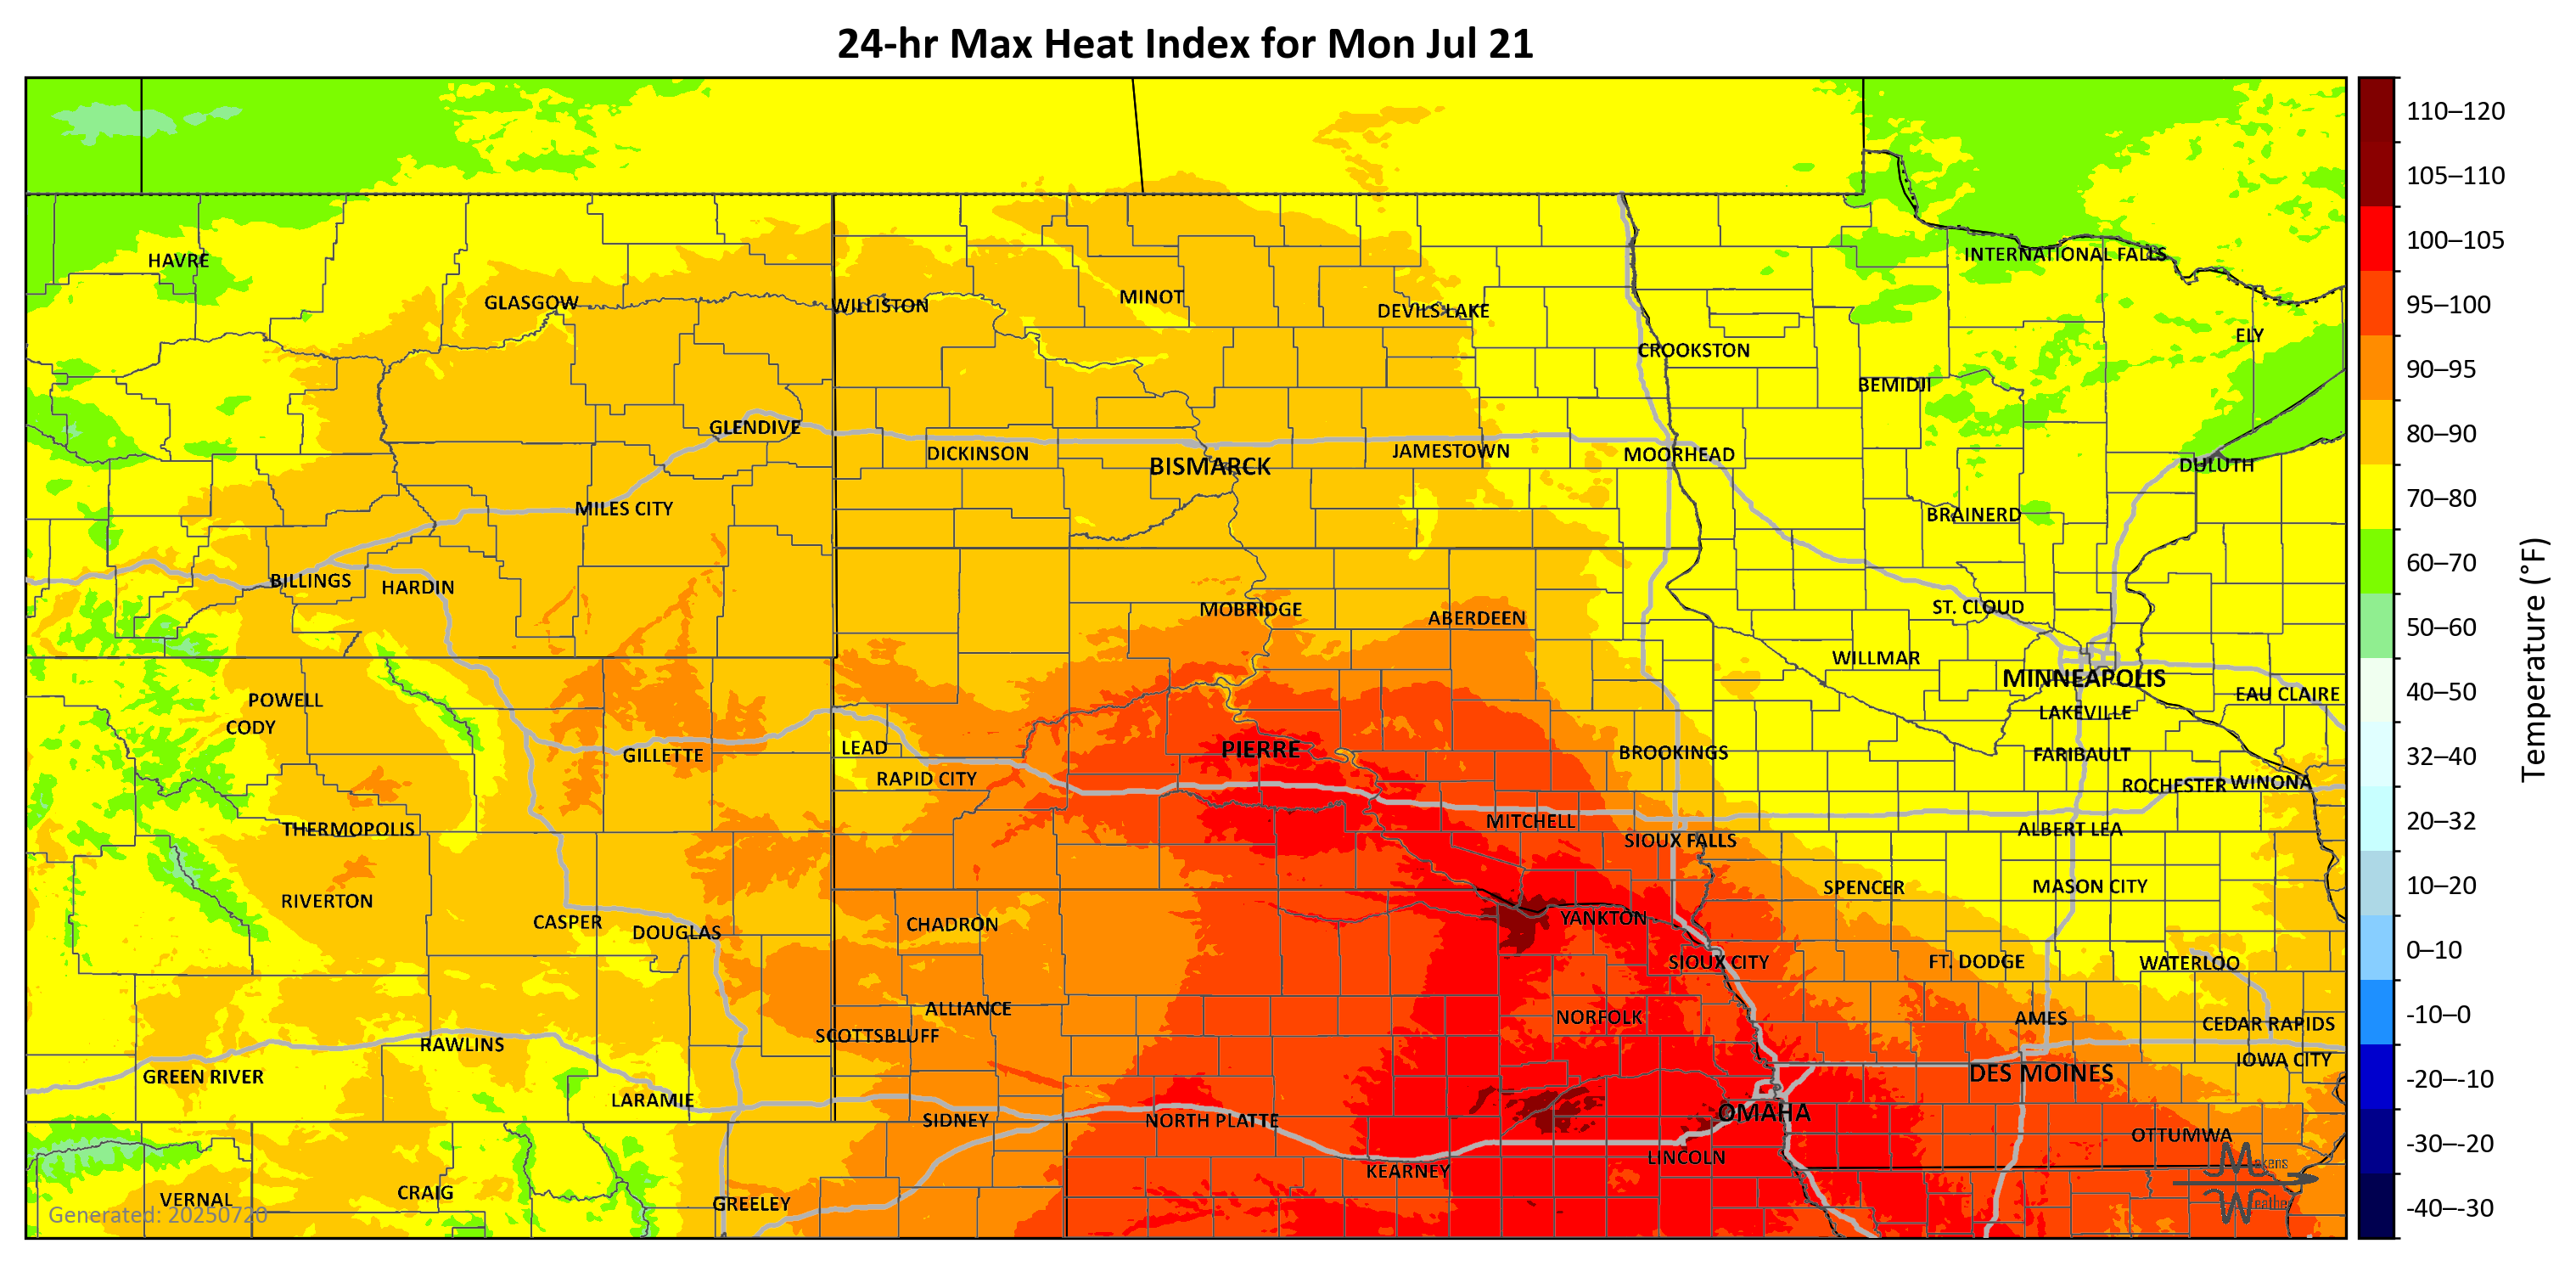 24-hr Max Heat Index for Mon Jul 21
110–120
105–110
100–105
95–100
90–95
80–90
70–80
60–70
50–60
40–50
32–40
20–32
10–20
0–10
-10–0
-20–-10
-30–-20
-40–-30
Temperature (°F)
HAVRE
INTERNATIONAL FALLS
GLASGOW
WILLISTON
MINOT
DEVILS LAKE
ELY
CROOKSTON
BEMIDJI
GLENDIVE
DICKINSON
BISMARCK
JAMESTOWN
MOORHEAD
DULUTH
MILES CITY
BRAINERD
BILLINGS
HARDIN
MOBRIDGE
ABERDEEN
ST. CLOUD
WILLMAR
MINNEAPOLIS
EAU CLAIRE
POWELL
LAKEVILLE
CODY
GILLETTE
LEAD
PIERRE
BROOKINGS
FARIBAULT
RAPID CITY
ROCHESTER
WINONA
THERMOPOLIS
MITCHELL
SIOUX FALLS
ALBERT LEA
RIVERTON
SPENCER
MASON CITY
CASPER
DOUGLAS
CHADRON
YANKTON
SIOUX CITY
FT. DODGE
WATERLOO
ALLIANCE
NORFOLK
AMES
CEDAR RAPIDS
SCOTTSBLUFF
RAWLINS
IOWA CITY
GREEN RIVER
DES MOINES
LARAMIE
SIDNEY
NORTH PLATTE
OMAHA
OTTUMWA
KEARNEY
LINCOLN
VERNAL
CRAIG
GREELEY
Generated: 20250720
Makens
Weather